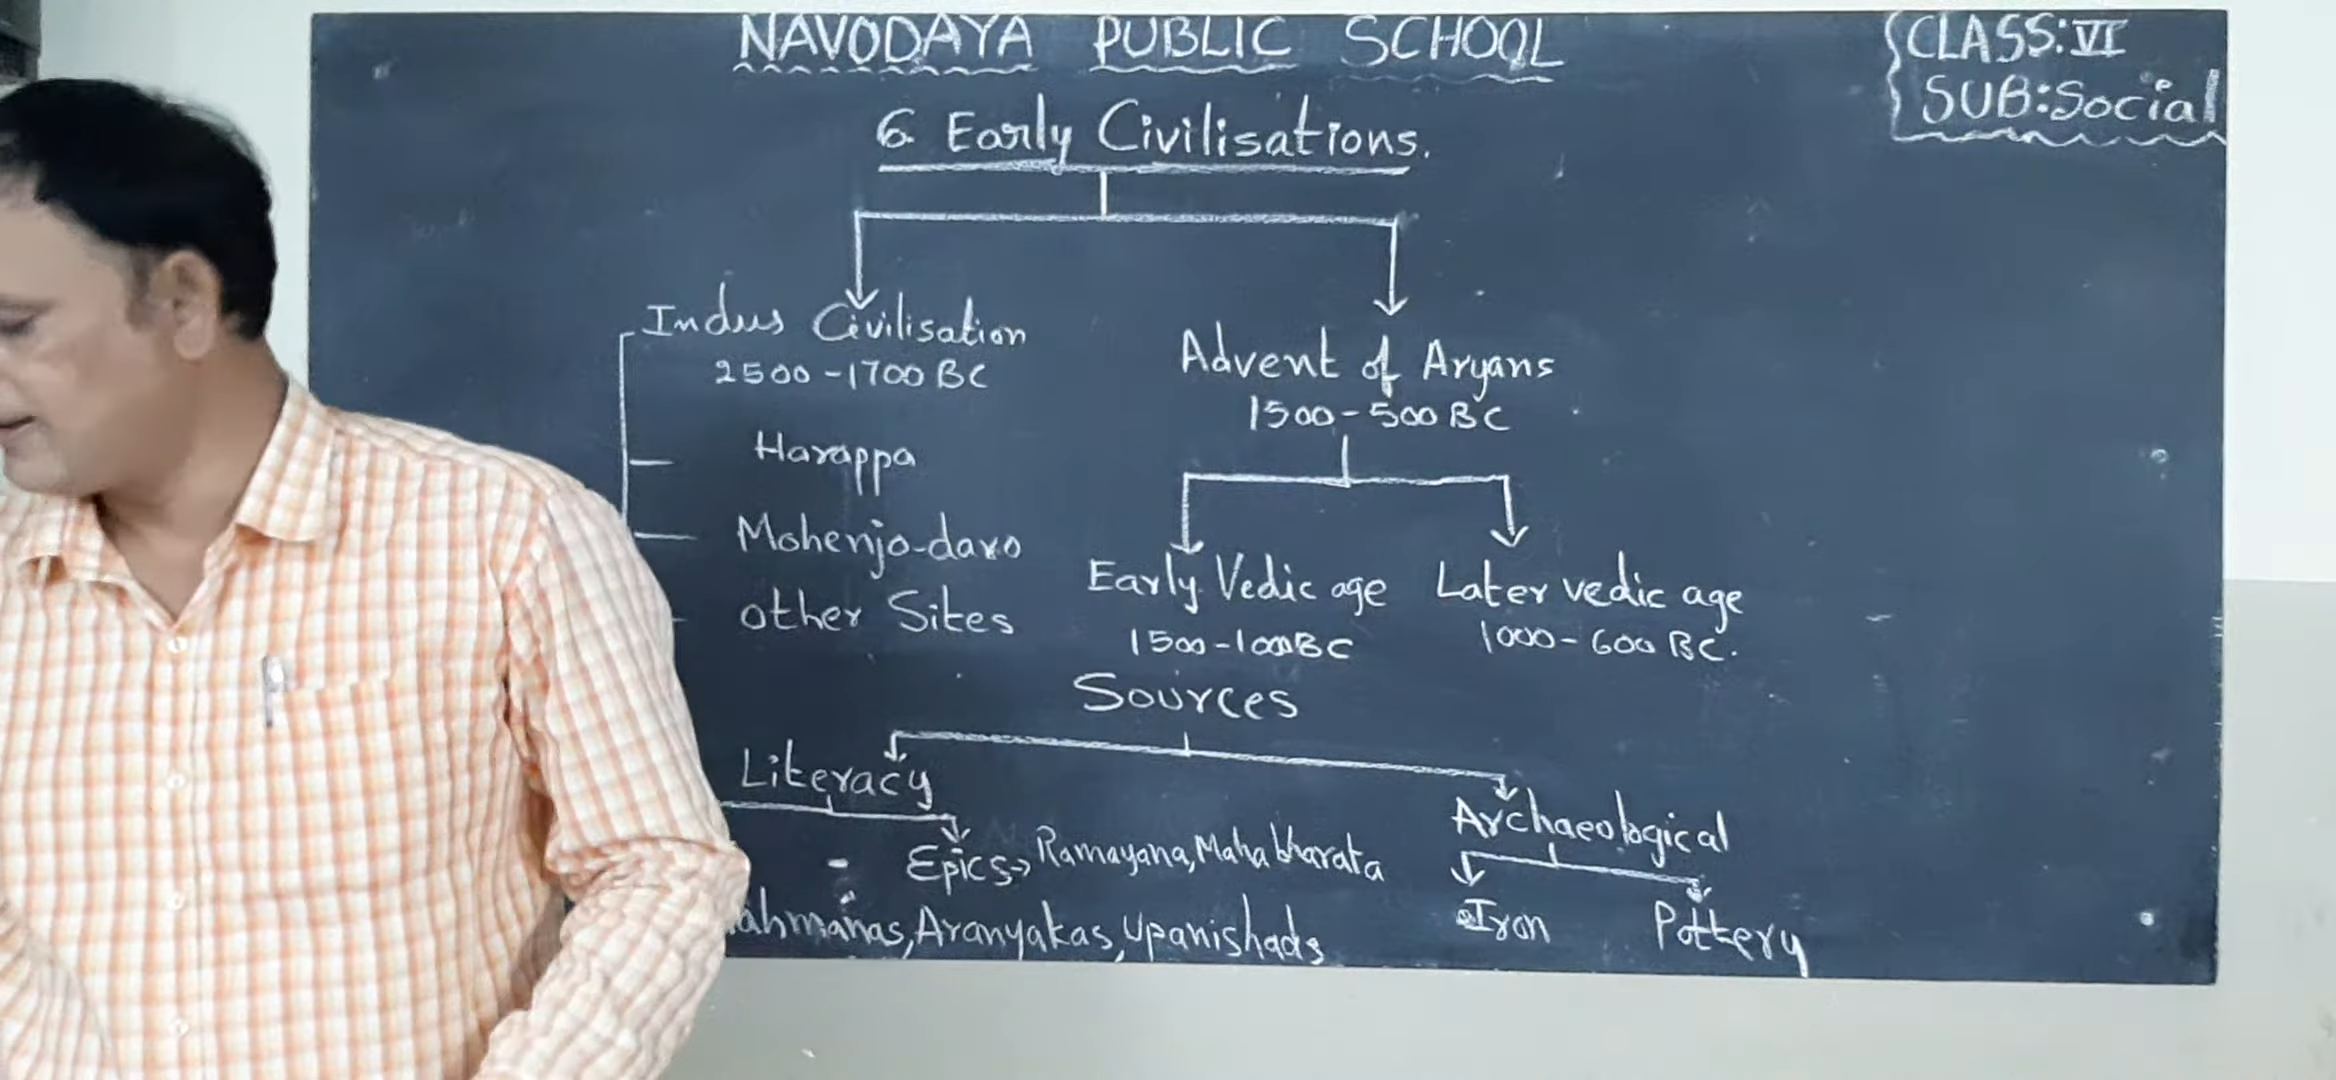 NAVODAYA PUBLIC SCHOOL
CLASS: VI
SUB: Social
6. Early Civilisations.
Indus Civilisation
2500-1700 BC
Harappa
Mohenjo-daro
other Sites
Advent of Aryans
1500-500 BC
Early Vedic age
1500-1000BC
Later vedic age
1000-600 BC.
Sources
Literacy
Epics→ Ramayana, Mahabharata
ahmanas, Aranyakas, Upanishads
Archaeological
Iron
Pottery